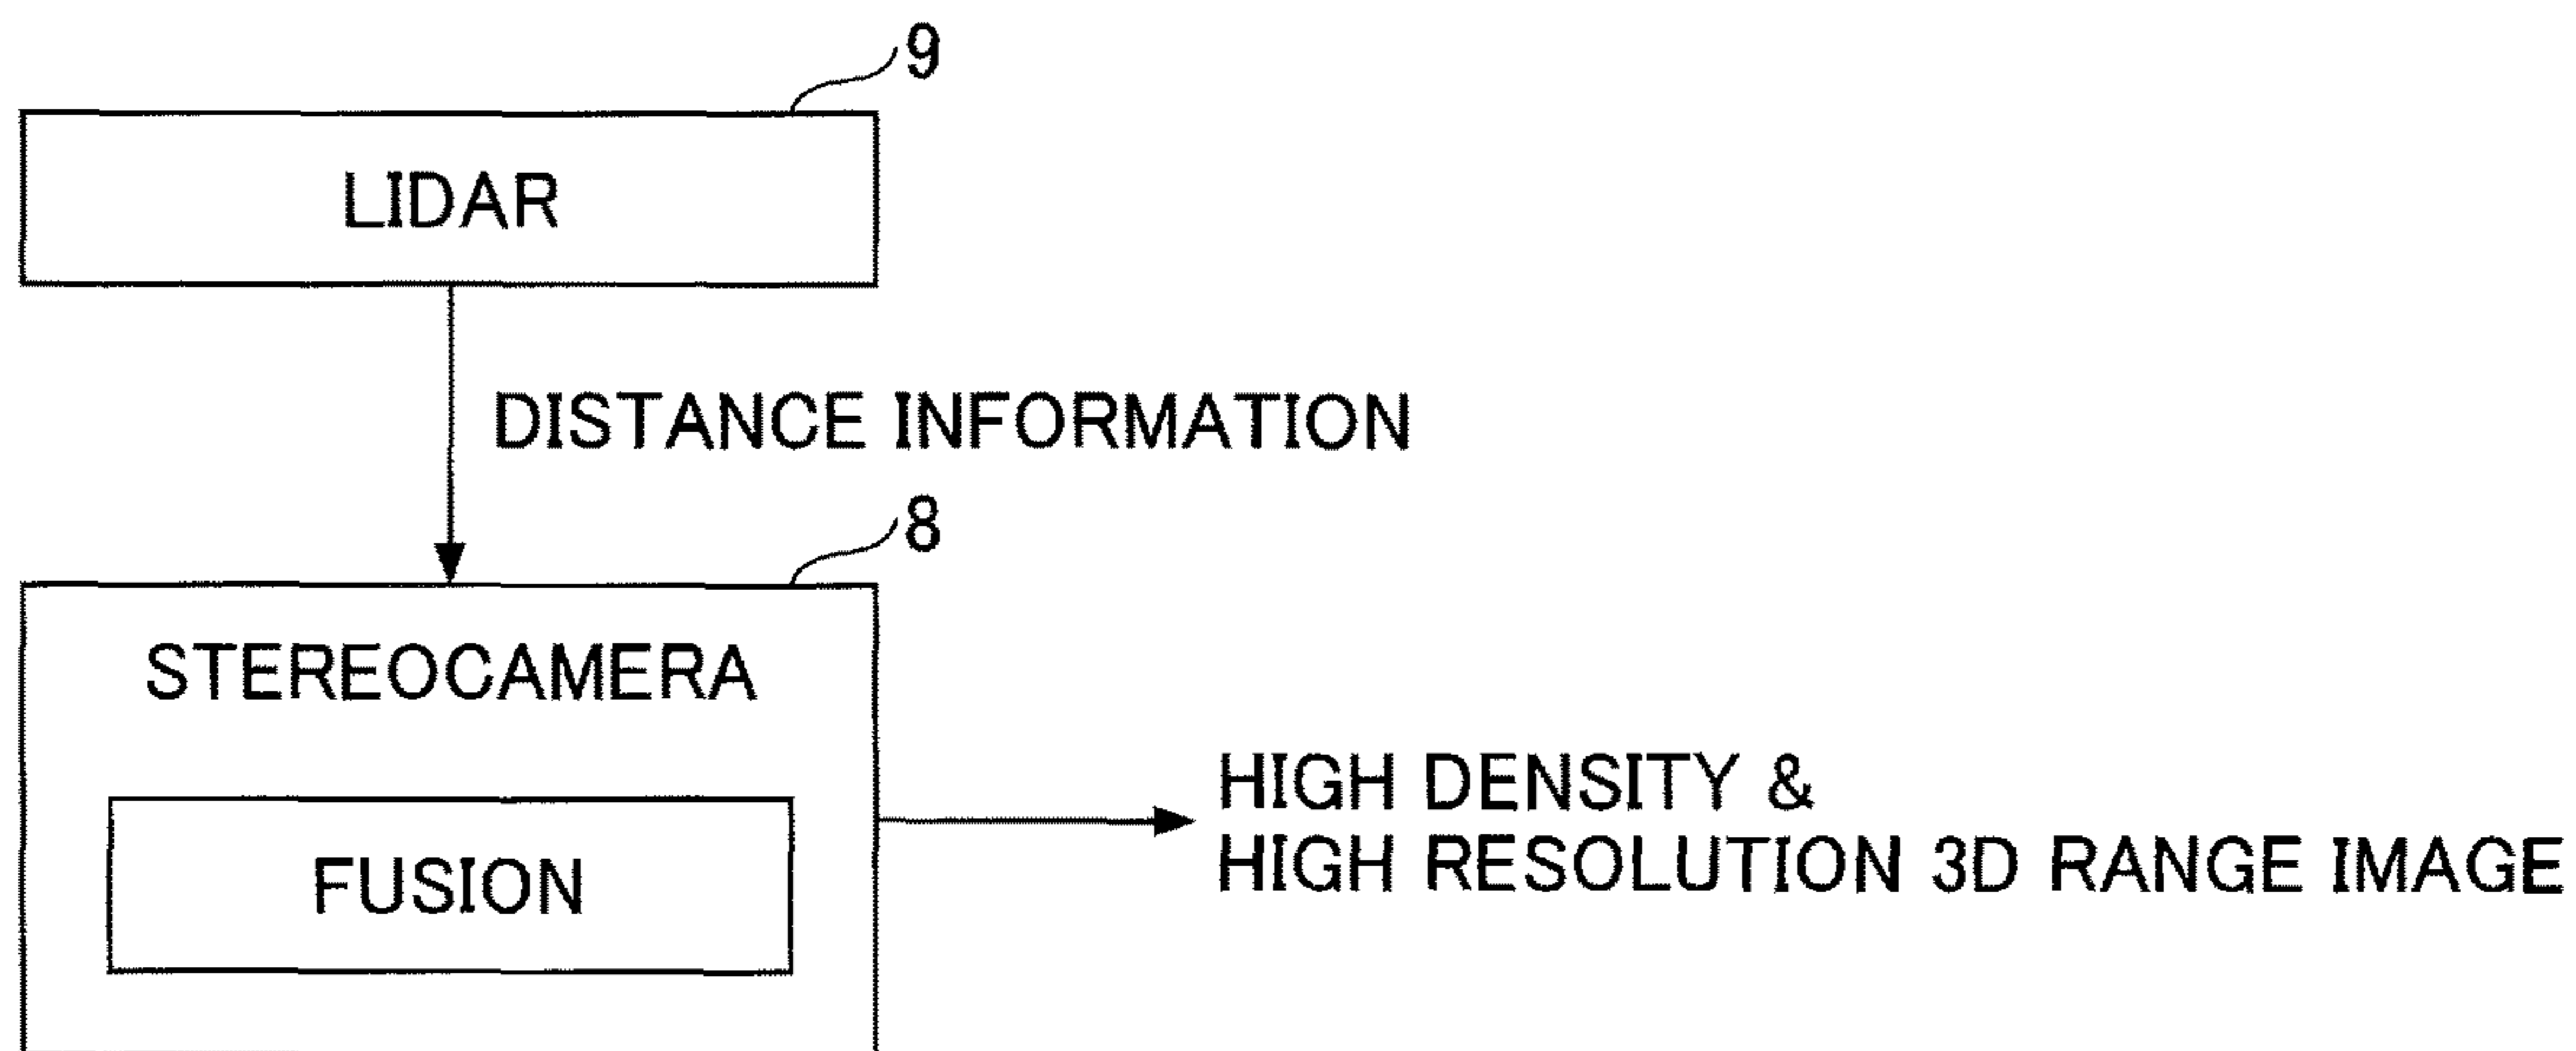 9
LIDAR
DISTANCE INFORMATION
8
STEREOCAMERA
FUSION
HIGH DENSITY &
HIGH RESOLUTION 3D RANGE IMAGE